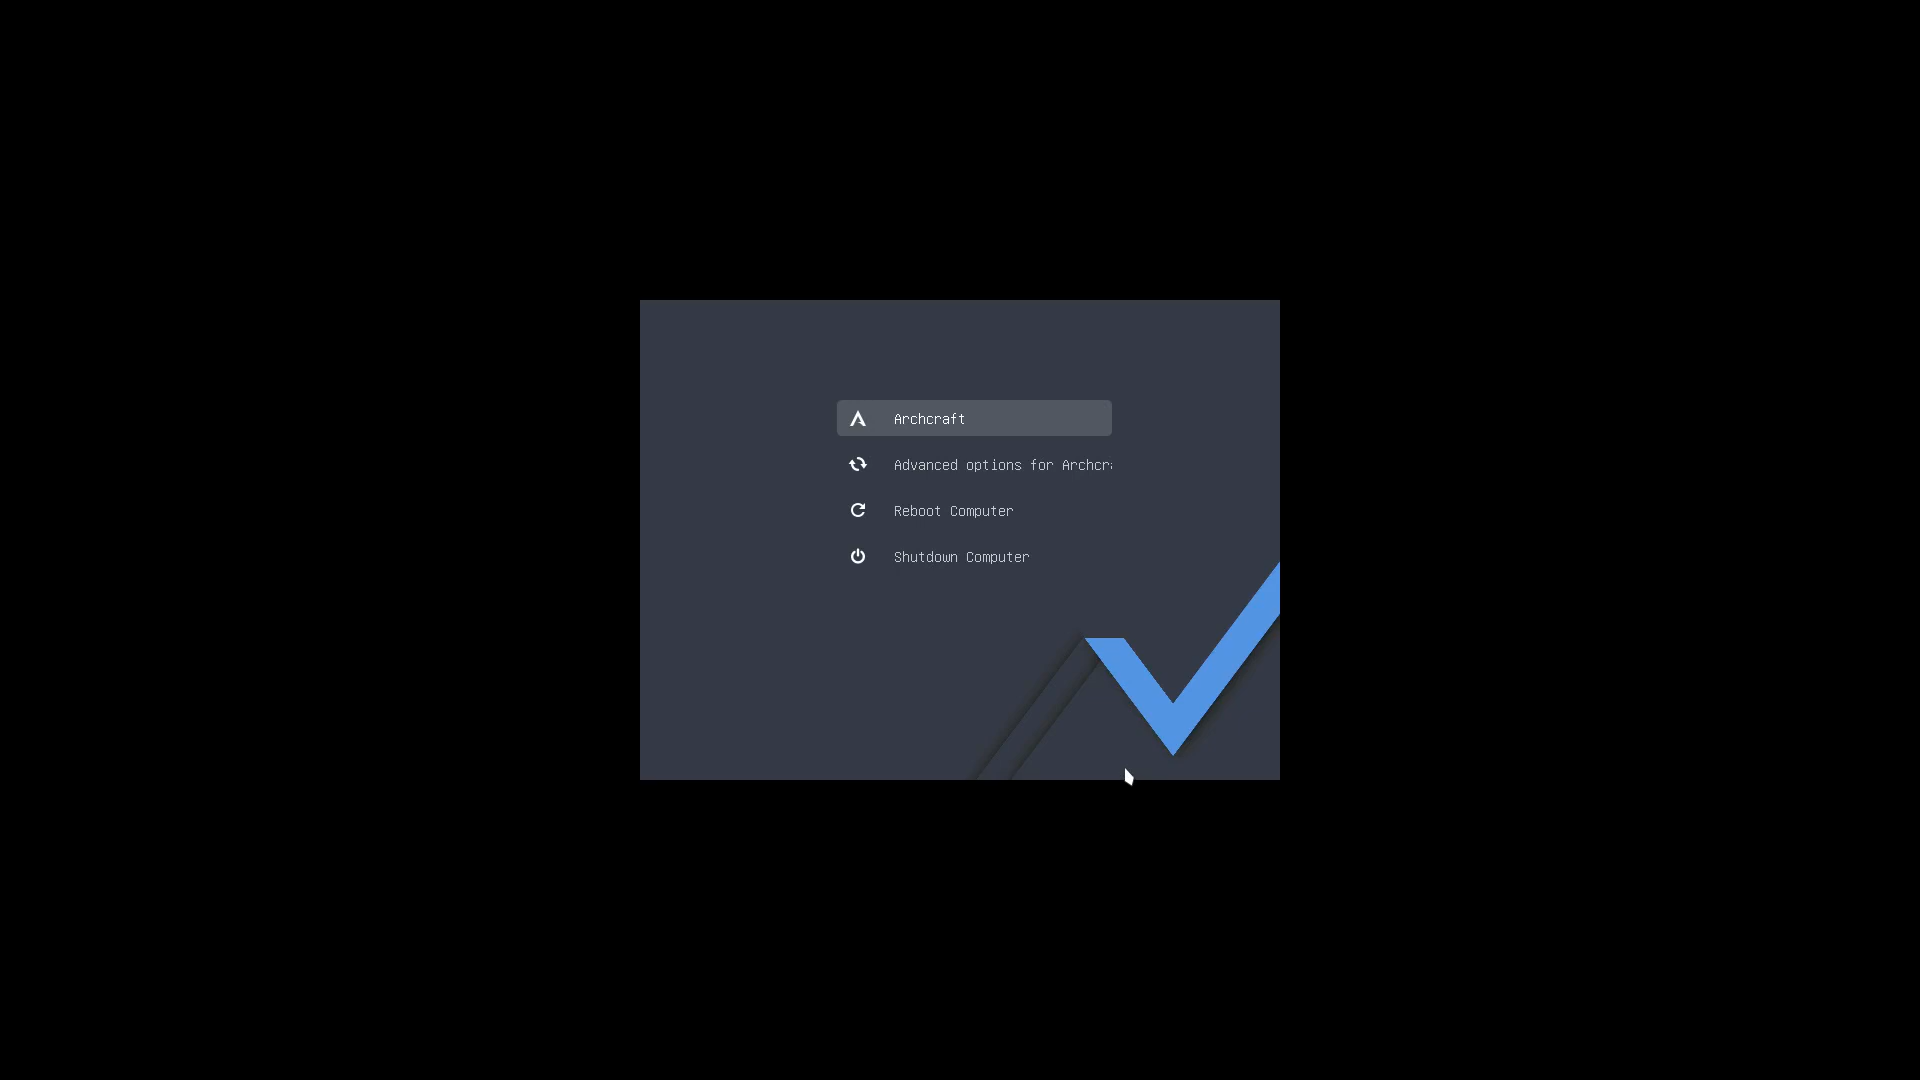 Archcraft
Advanced options for Archcr
Reboot Computer
Shutdown Computer